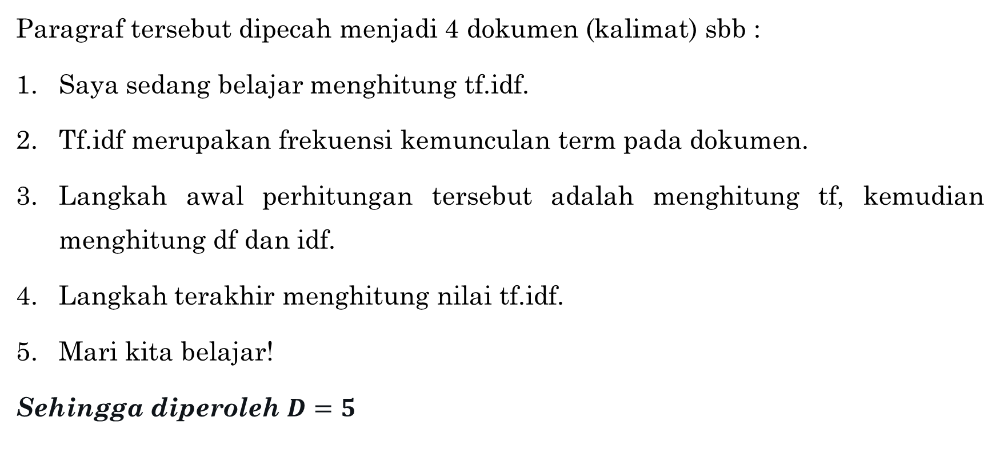 Paragraf tersebut dipecah menjadi 4 dokumen (kalimat) sbb :
1. Saya sedang belajar menghitung tf.idf.
2. Tf.idf merupakan frekuensi kemunculan term pada dokumen.
3. Langkah awal perhitungan tersebut adalah menghitung tf, kemudian
menghitung df dan idf.
4. Langkah terakhir menghitung nilai tf.idf.
5. Mari kita belajar!
Sehingga diperoleh D = 5